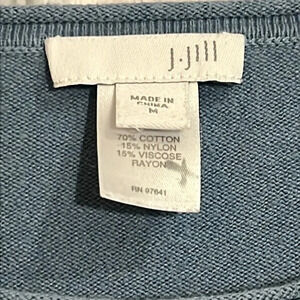 J.Jill
MADE IN
CHINA
M
70% COTTON
15% NYLON
15% VISCOSE
RAYON
RN 97641